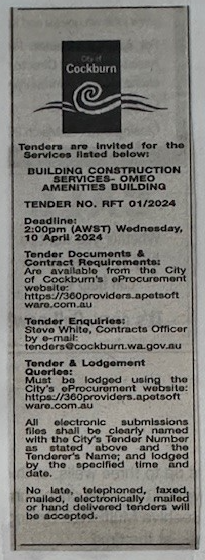 City of
Cockburn
Tenders are invited for the
Services listed below:
BUILDING CONSTRUCTION
SERVICES- OMEO
AMENITIES BUILDING
TENDER NO. RFT 01/2024
Deadline:
2:00pm (AWST) Wednesday,
10 April 2024
Tender Documents &
Contract Requirements:
Are available from the City
of Cockburn's eProcurement
website:
https://360providers.apetsoft
ware.com.au
Tender Enquiries:
Steve White, Contracts Officer
by e-mail:
tenders@cockburn.wa.gov.au
Tender & Lodgement
Queries:
Must be lodged using the
City's eProcurement website:
https://360providers.apetsoft
ware.com.au
All electronic submissions
files shall be clearly named
with the City's Tender Number
as stated above and the
Tenderer's Name; and lodged
by the specified time and
date.
No late, telephoned, faxed,
mailed, electronically mailed
or hand delivered tenders will
be accepted.